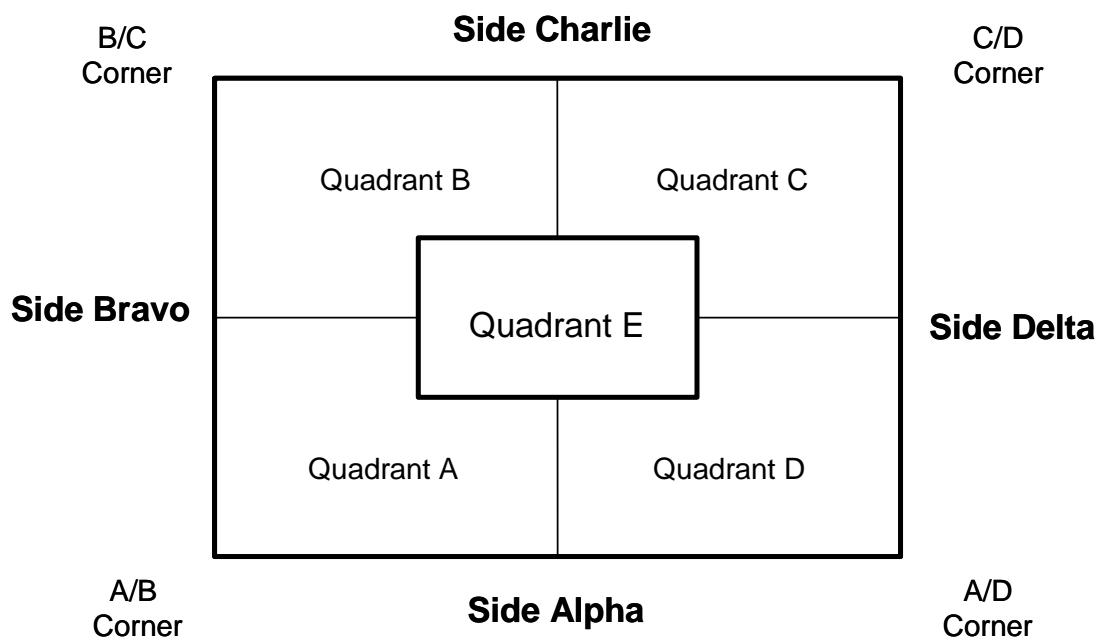 B/C
Corner
Side Charlie
C/D
Corner
Quadrant B
Quadrant C
Side Bravo
Quadrant E
Side Delta
Quadrant A
Quadrant D
A/B
Corner
Side Alpha
A/D
Corner